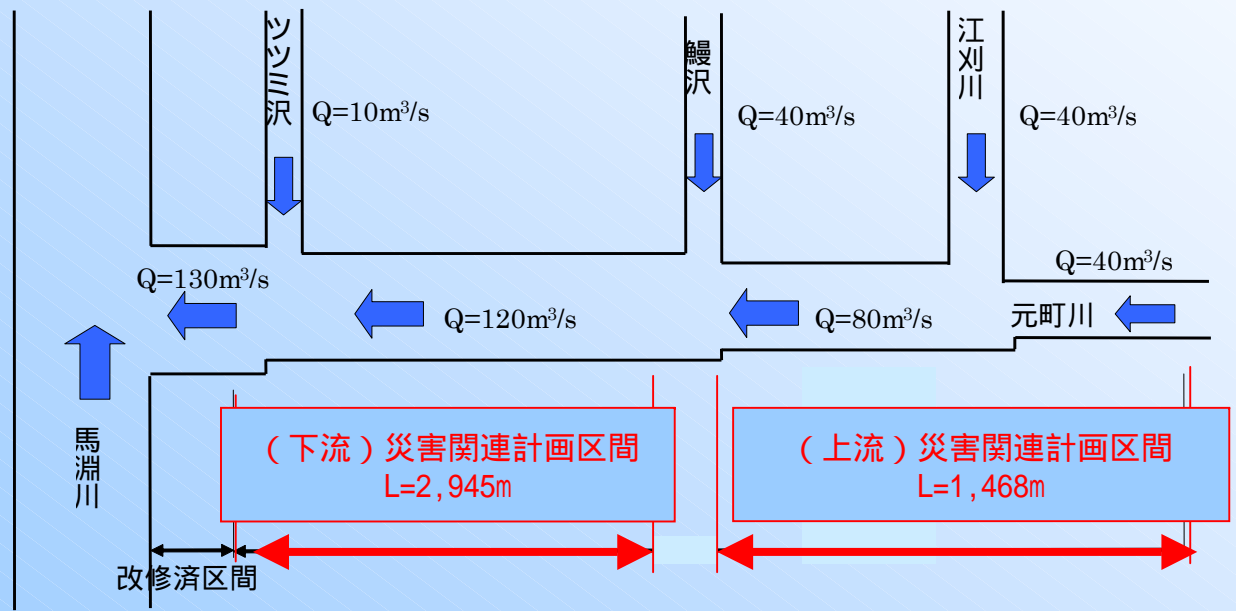 ツツミ沢
Q=10m³/s
鰻沢
Q=40m³/s
江刈川
Q=40m³/s
Q=130m³/s
Q=120m³/s
Q=80m³/s
Q=40m³/s
元町川
馬淵川
(下流)災害関連計画区間
L=2,945m
(上流)災害関連計画区間
L=1,468m
改修済区間